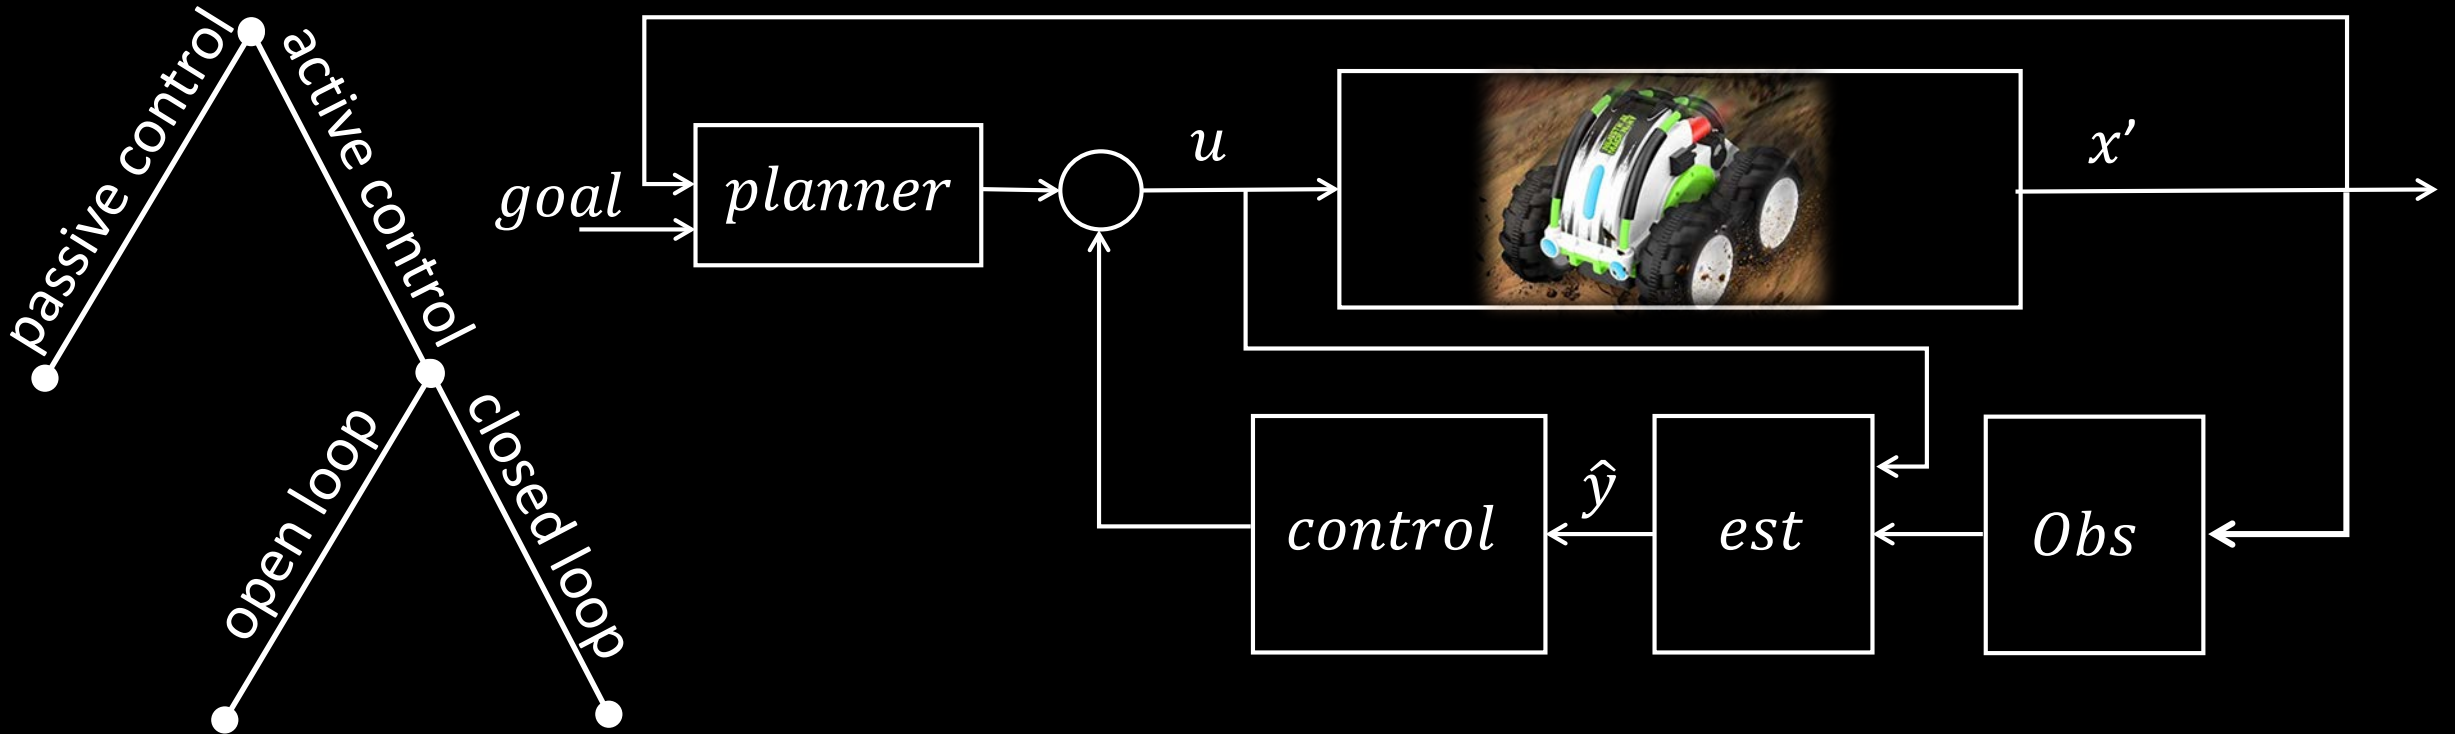 passive control
active control
open loop
closed loop
goal
planner
u
x′
control
ŷ
est
Obs